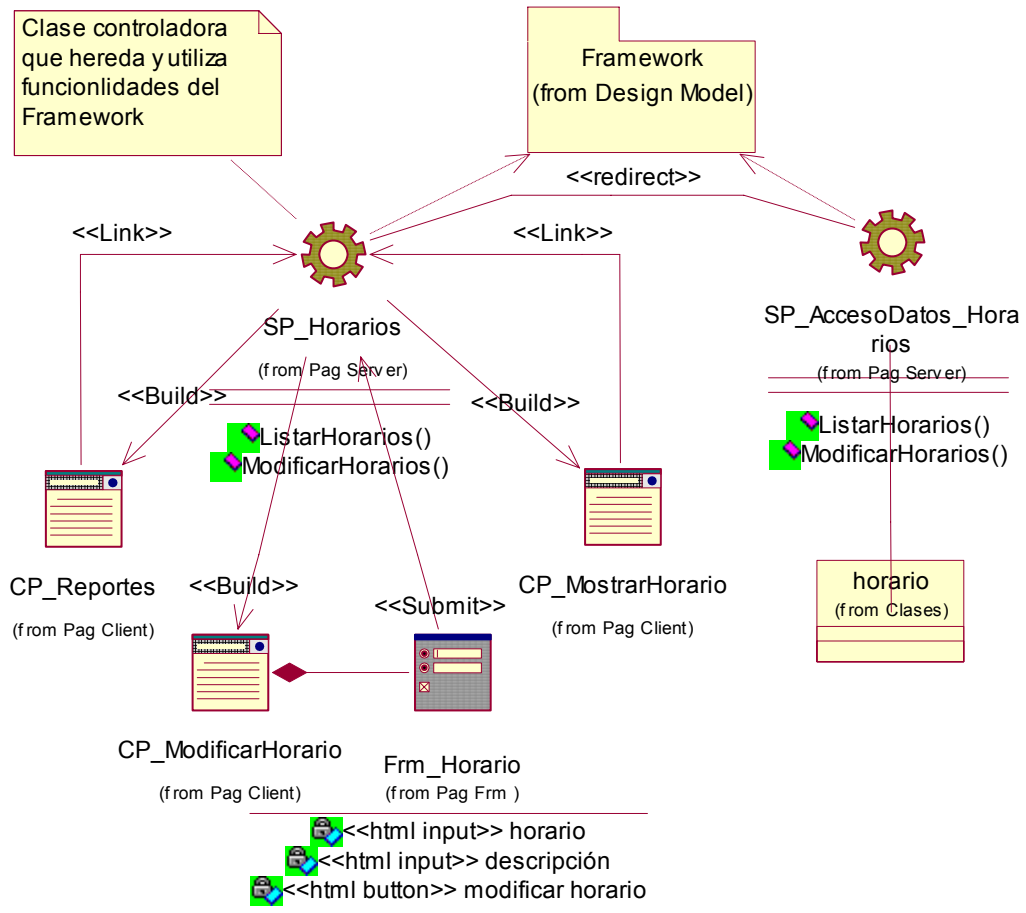 Clase controladora
que hereda y utiliza
funcionlidades del
Framework
Framework
(from Design Model)
<<redirect>>
<<Link>>
<<Link>>
SP_Horarios
(from Pag Server)
SP_AccesoDatos_Hora
rios
(from Pag Server)
<<Build>>
<<Build>>
ListarHorarios()
ModificarHorarios()
ListarHorarios()
ModificarHorarios()
CP_Reportes
(from Pag Client)
<<Build>>
<<Submit>>
CP_MostrarHorario
(from Pag Client)
horario
(from Clases)
CP_ModificarHorario
(from Pag Client)
Frm_Horario
(from Pag Frm )
<<html input>> horario
<<html input>> descripción
<<html button>> modificar horario